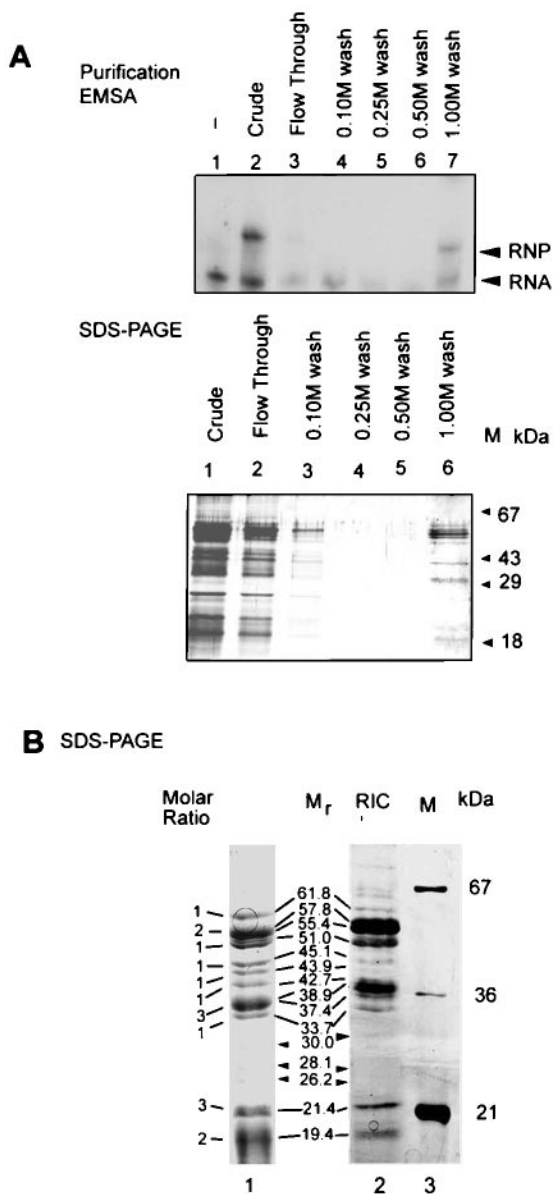 A
Purification
EMSA
–
Crude
Flow Through
0.10M wash
0.25M wash
0.50M wash
1.00M wash
1 2 3 4 5 6 7
RNP
RNA
SDS-PAGE
Crude
Flow Through
0.10M wash
0.25M wash
0.50M wash
1.00M wash
M kDa
1 2 3 4 5 6
67
43
29
18
B SDS-PAGE
Molar
Ratio
Mr RIC M kDa
1
2
1
1
1
1
3
1
3
2
61.8
57.8
55.4
51.0
45.1
43.9
42.7
38.9
37.4
33.7
30.0
28.1
26.2
21.4
19.4
67
36
21
1 2 3